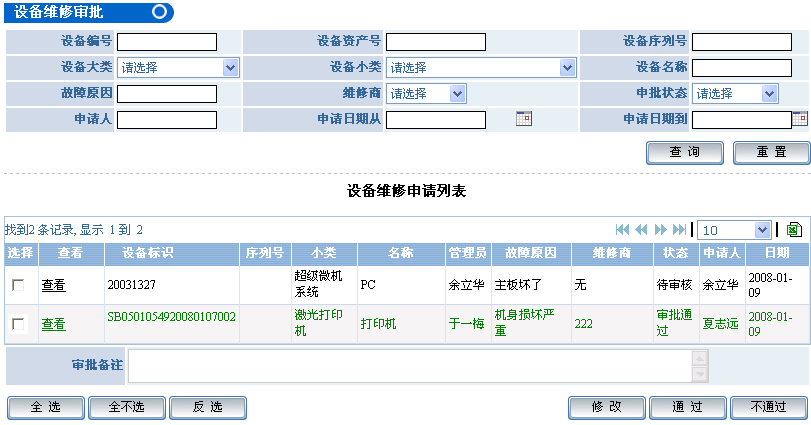 设备维修审批
设备编号 设备资产号 设备序列号
设备大类 请选择 设备小类 请选择 设备名称
故障原因 维修商 请选择 审批状态 请选择
申请人 申请日期从 申请日期到
查 询 重 置
设备维修申请列表
找到2 条记录, 显示 1 到 2 10
选择 查看 设备标识 序列号 小类 名称 管理员 故障原因 维修商 状态 申请人 日期
查看 20031327 超级微机系统 PC 余立华 主板坏了 无 待审核 余立华 2008-01-09
查看 SB0501054920080107002 激光打印机 打印机 于一梅 机身损坏严重 222 审批通过 夏志远 2008-01-09
审批备注
全 选 全不选 反 选 修 改 通 过 不通过